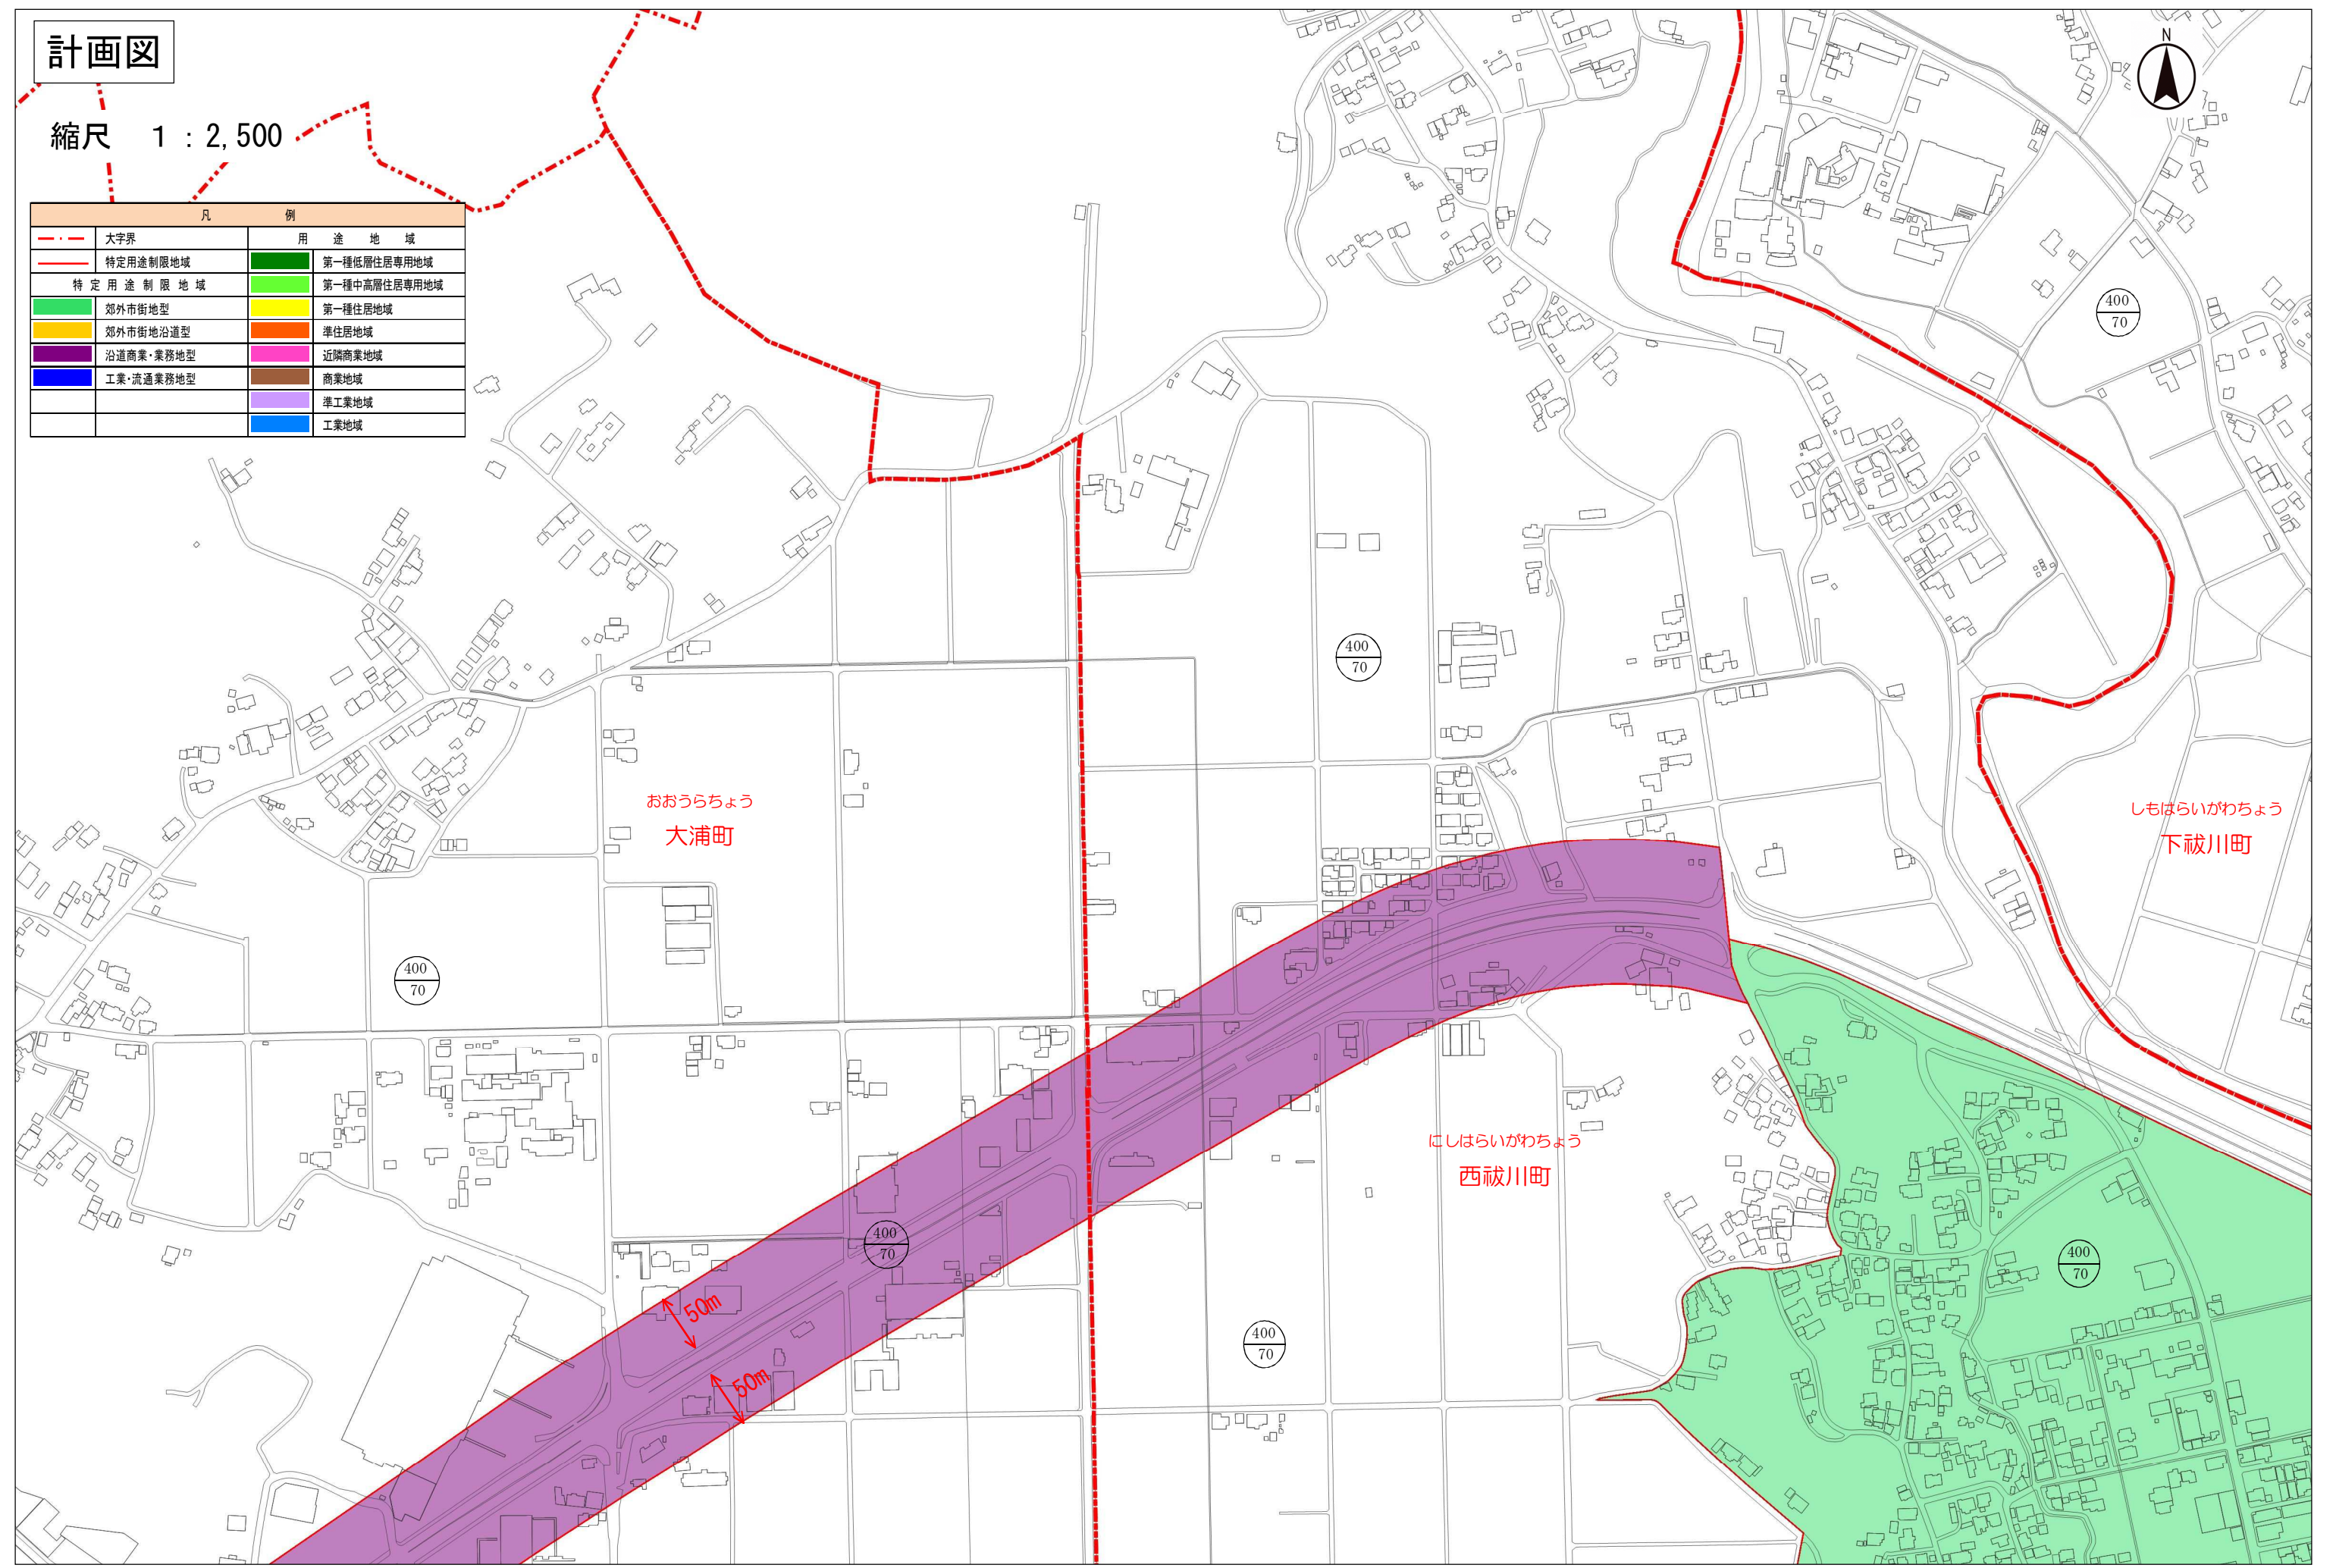 計画図
縮尺 1:2,500
N
凡 例
大字界
用途地域
特定用途制限地域
第一種低層住居専用地域
特定用途制限地域
第一種中高層住居専用地域
郊外市街地型
第一種住居地域
郊外市街地沿道型
準住居地域
沿道商業・業務地型
近隣商業地域
工業・流通業務地型
商業地域
準工業地域
工業地域
400
70
400
70
おおうらちょう
大浦町
しもはらいがわちょう
下祓川町
400
70
にしはらいがわちょう
西祓川町
400
70
400
70
50m
400
70
50m